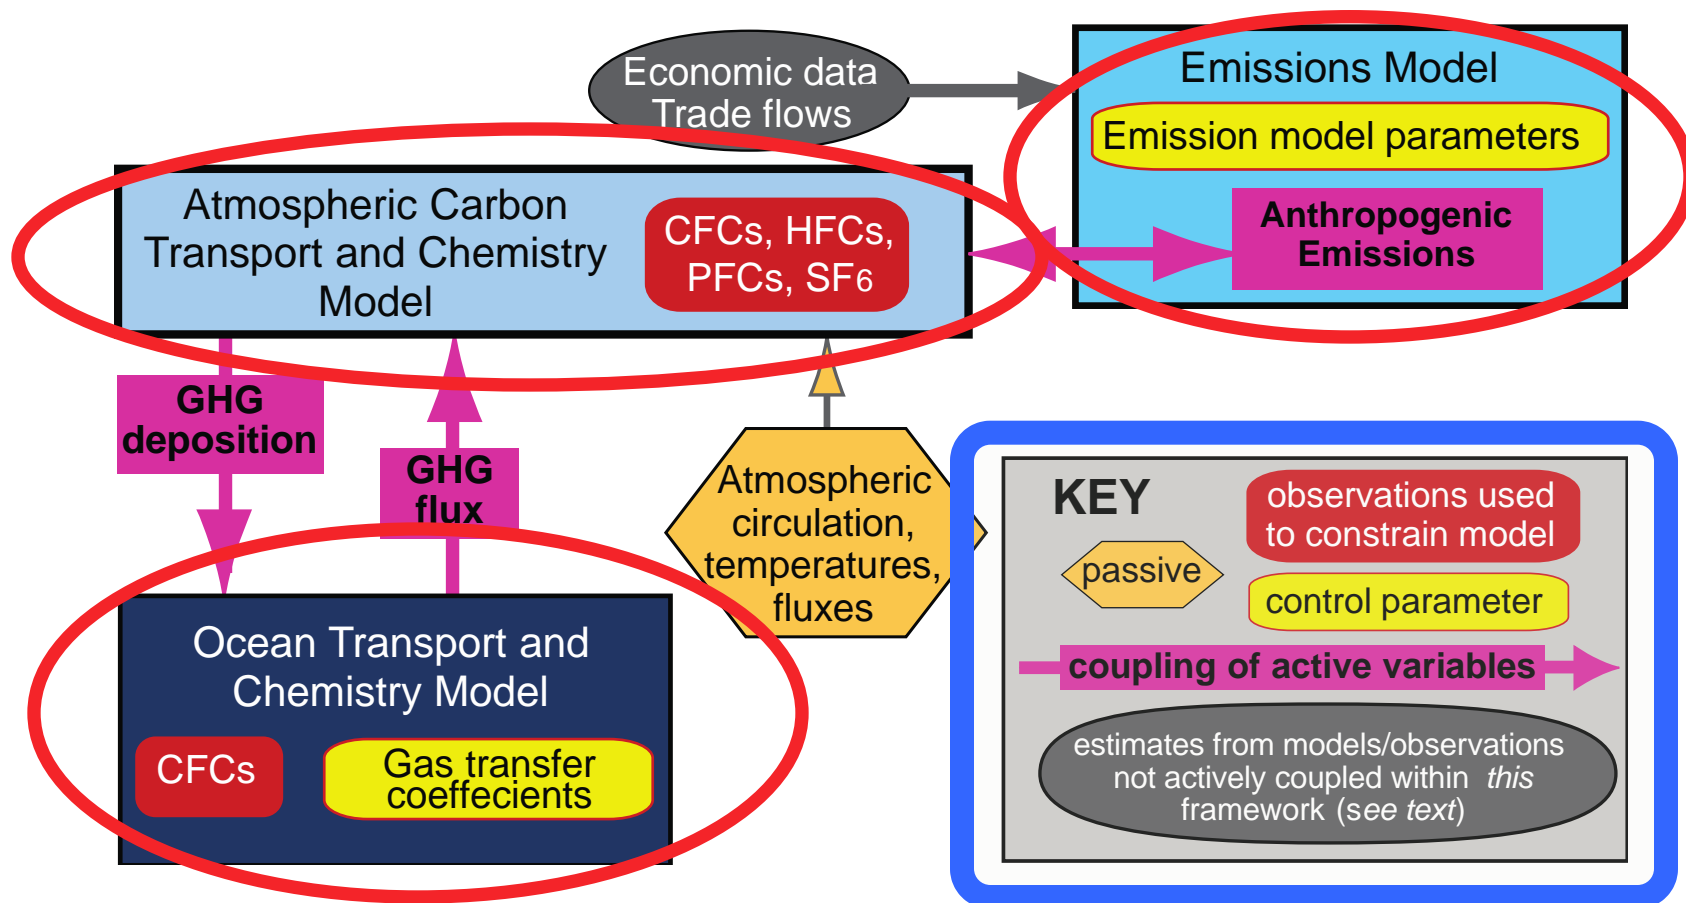 Economic data
Trade flows
Emissions Model
Emission model parameters
Anthropogenic
Emissions
Atmospheric Carbon
Transport and Chemistry
Model
CFCs, HFCs,
PFCs, SF6
GHG
deposition
GHG
flux
Atmospheric
circulation,
temperatures,
fluxes
Ocean Transport and
Chemistry Model
CFCs
Gas transfer
coeffecients
KEY
observations used
to constrain model
passive
control parameter
coupling of active variables
estimates from models/observations
not actively coupled within this
framework (see text)